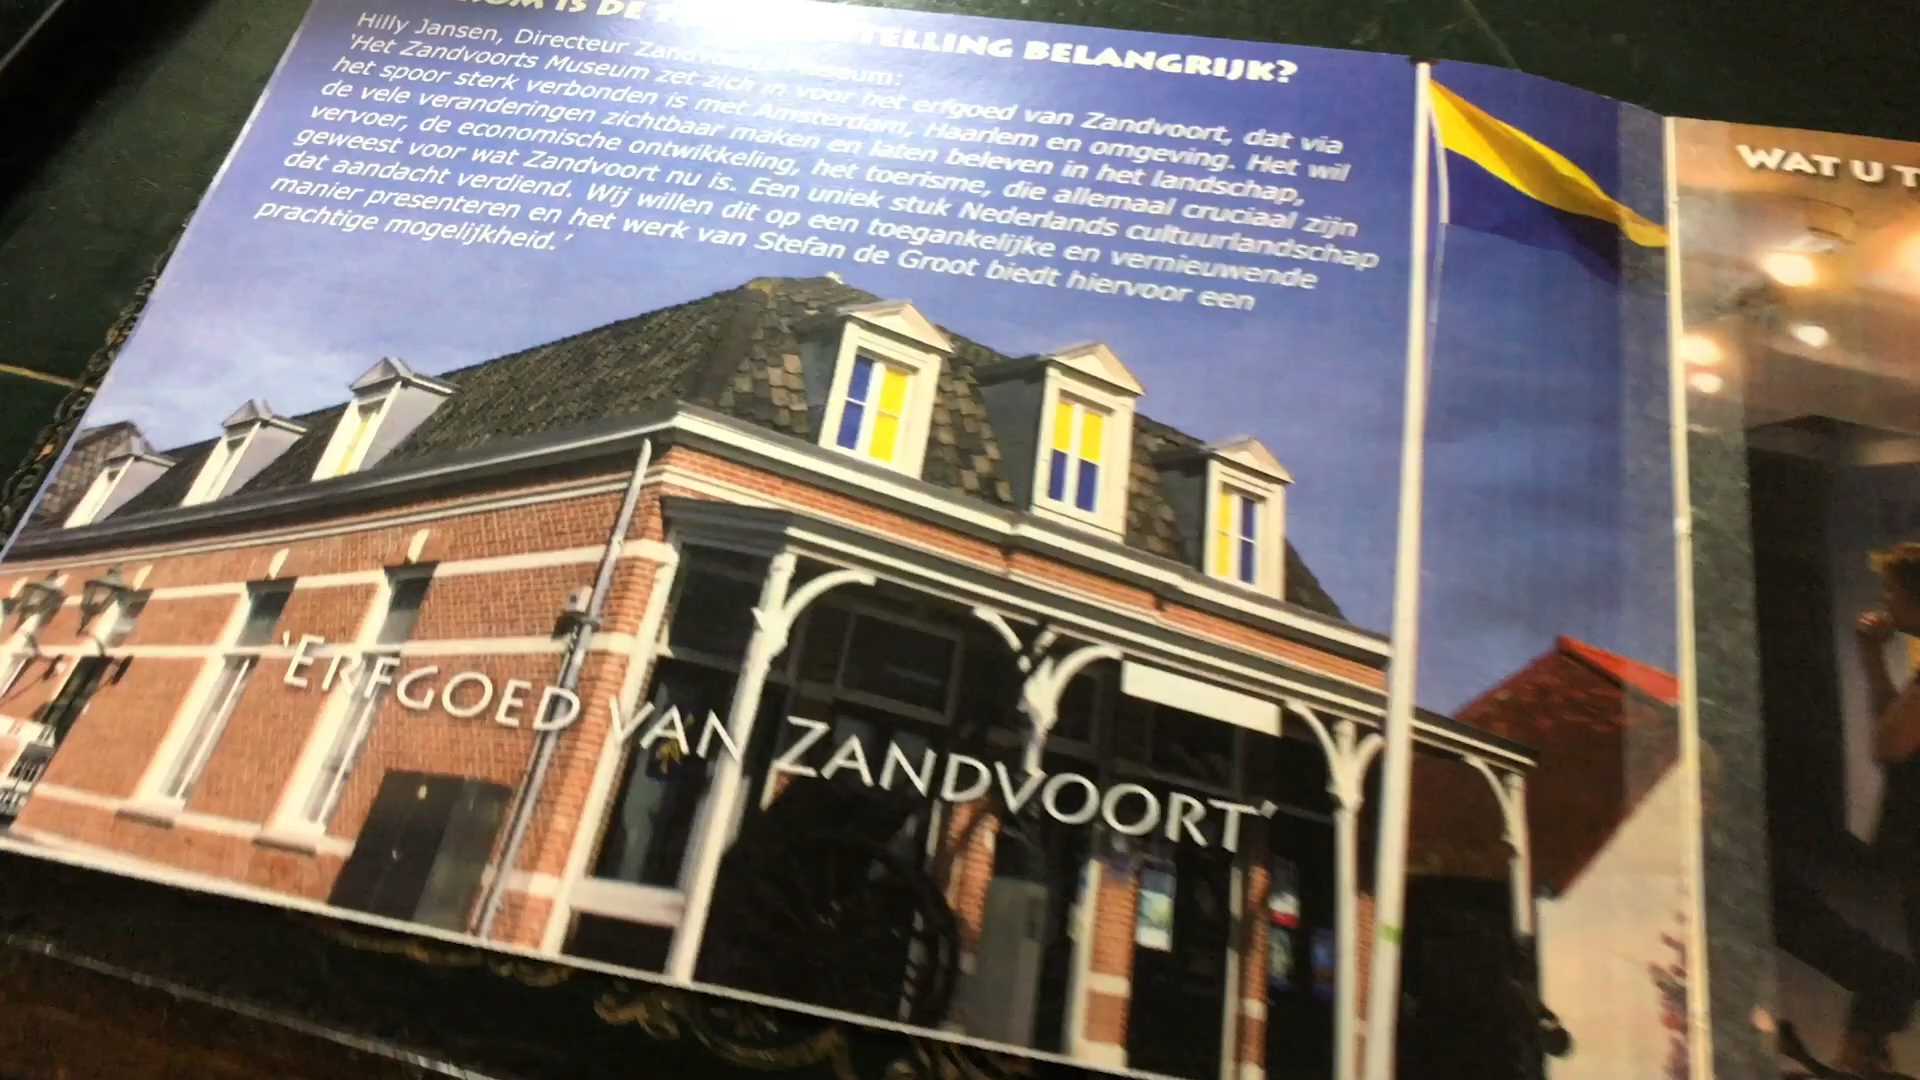 IS DE TELLING BELANGRIJK?
Hilly Jansen, Directeur Zandvoorts Museum:
'Het Zandvoorts Museum zet zich in voor het erfgoed van Zandvoort, dat via
het spoor sterk verbonden is met Amsterdam, Haarlem en omgeving. Het wil
de vele veranderingen zichtbaar maken en laten beleven in het landschap,
vervoer, de economische ontwikkeling, het toerisme, die allemaal cruciaal zijn
geweest voor wat Zandvoort nu is. Een uniek stuk Nederlands cultuurlandschap
dat aandacht verdiend. Wij willen dit op een toegankelijke en vernieuwende
manier presenteren en het werk van Stefan de Groot biedt hiervoor een
prachtige mogelijkheid.'
'ERFGOED VAN ZANDVOORT'
WAT U